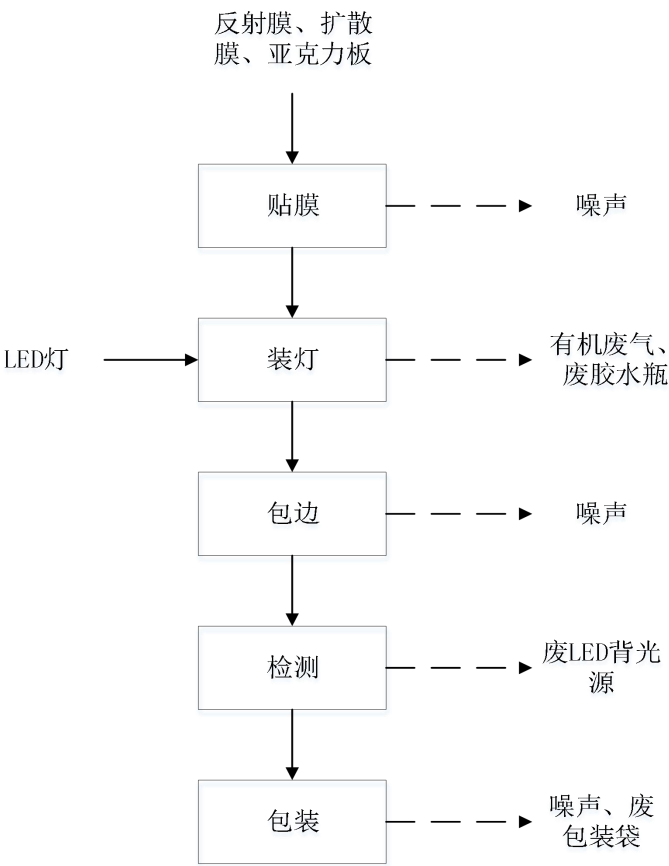 反射膜、扩散
膜、亚克力板
贴膜
噪声
LED灯
装灯
有机废气、
废胶水瓶
包边
噪声
检测
废LED背光
源
包装
噪声、废
包装袋